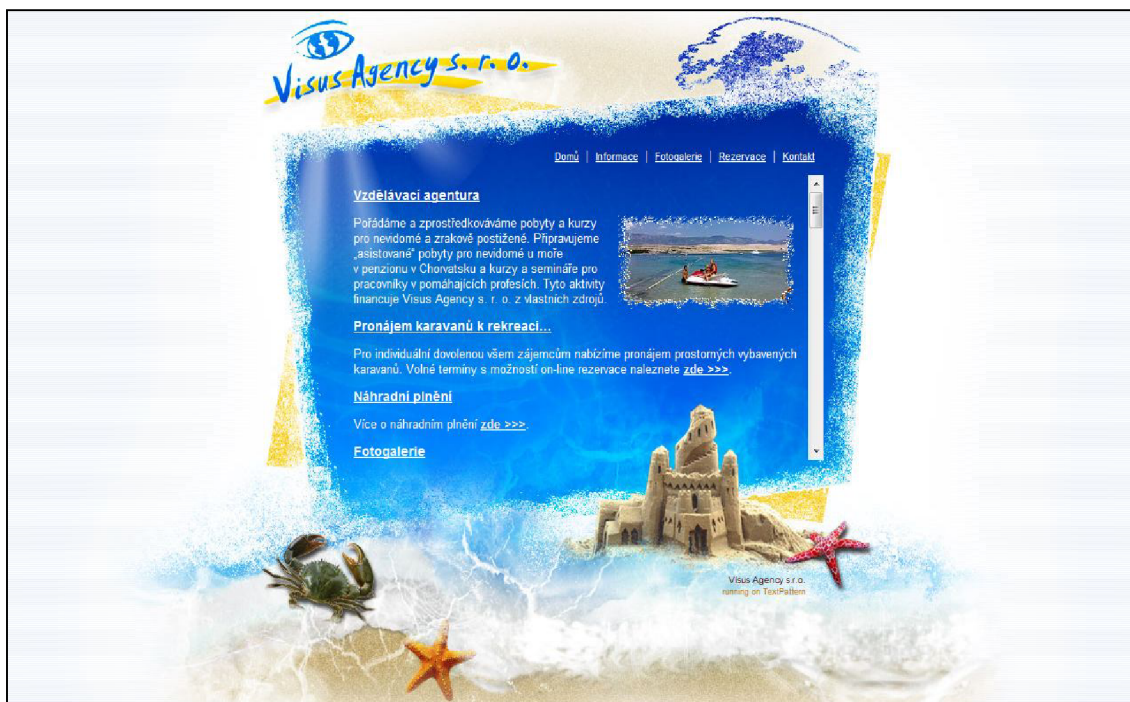 Visus Agency s. r. o.
Domů | Informace | Fotogalerie | Rezervace | Kontakt
Vzdělávací agentura
Pořádáme a zprostředkováváme pobyty a kurzy
pro nevidomé a zrakově postižené. Připravujeme
„asistované“ pobyty pro nevidomé u moře
v penzionu v Chorvatsku a kurzy a semináře pro
pracovníky v pomáhajících profesích. Tyto aktivity
financuje Visus Agency s. r. o. z vlastních zdrojů.
Pronájem karavanů k rekreaci...
Pro individuální dovolenou všem zájemcům nabízíme pronájem prostorných vybavených
karavanů. Volné termíny s možností on-line rezervace naleznete zde >>>.
Náhradní plnění
Více o náhradním plnění zde >>>.
Fotogalerie
Visus Agency s.r.o.
running on TextPattern